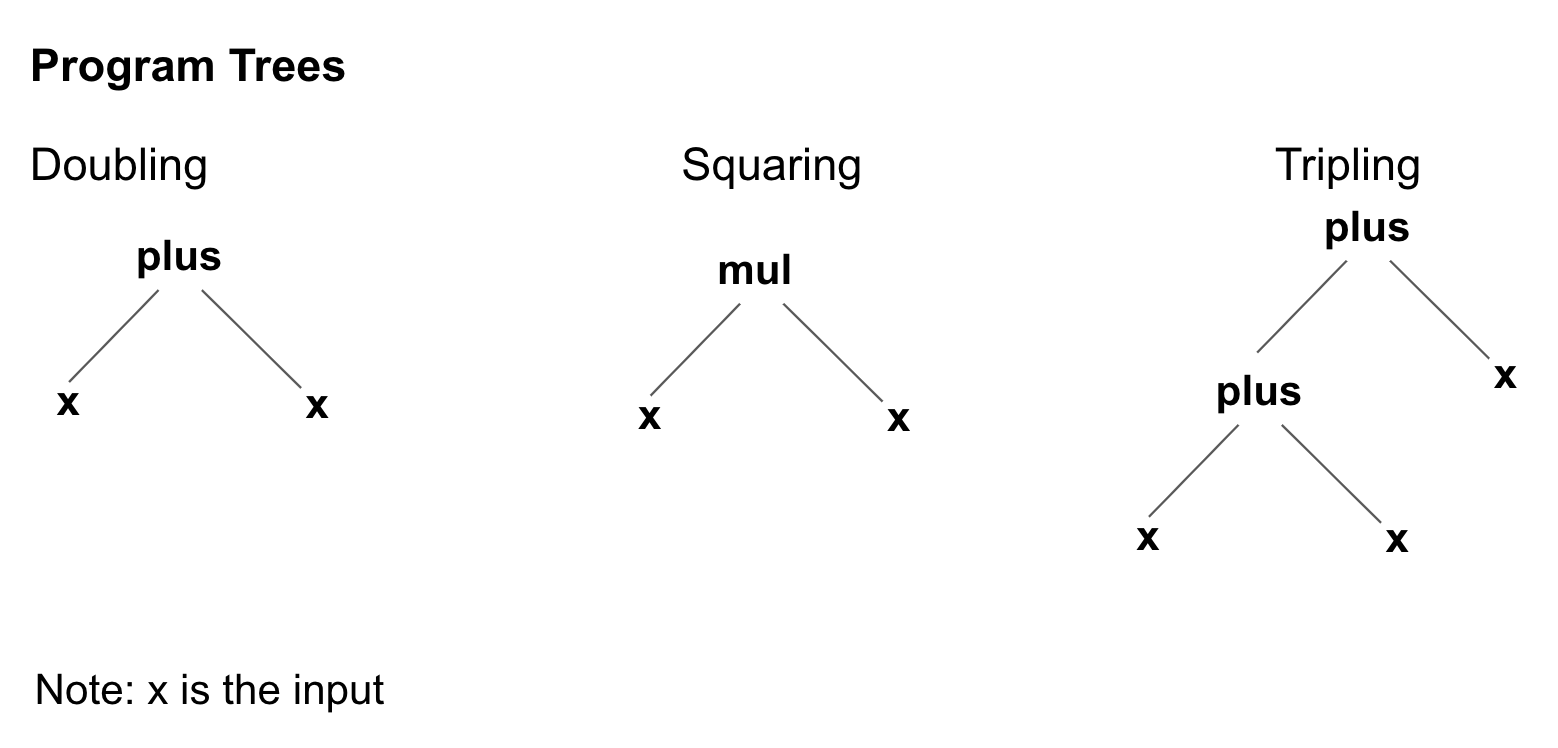 Program Trees
Doubling
plus
x x
Squaring
mul
x x
Tripling
plus
x
plus
x x
Note: x is the input